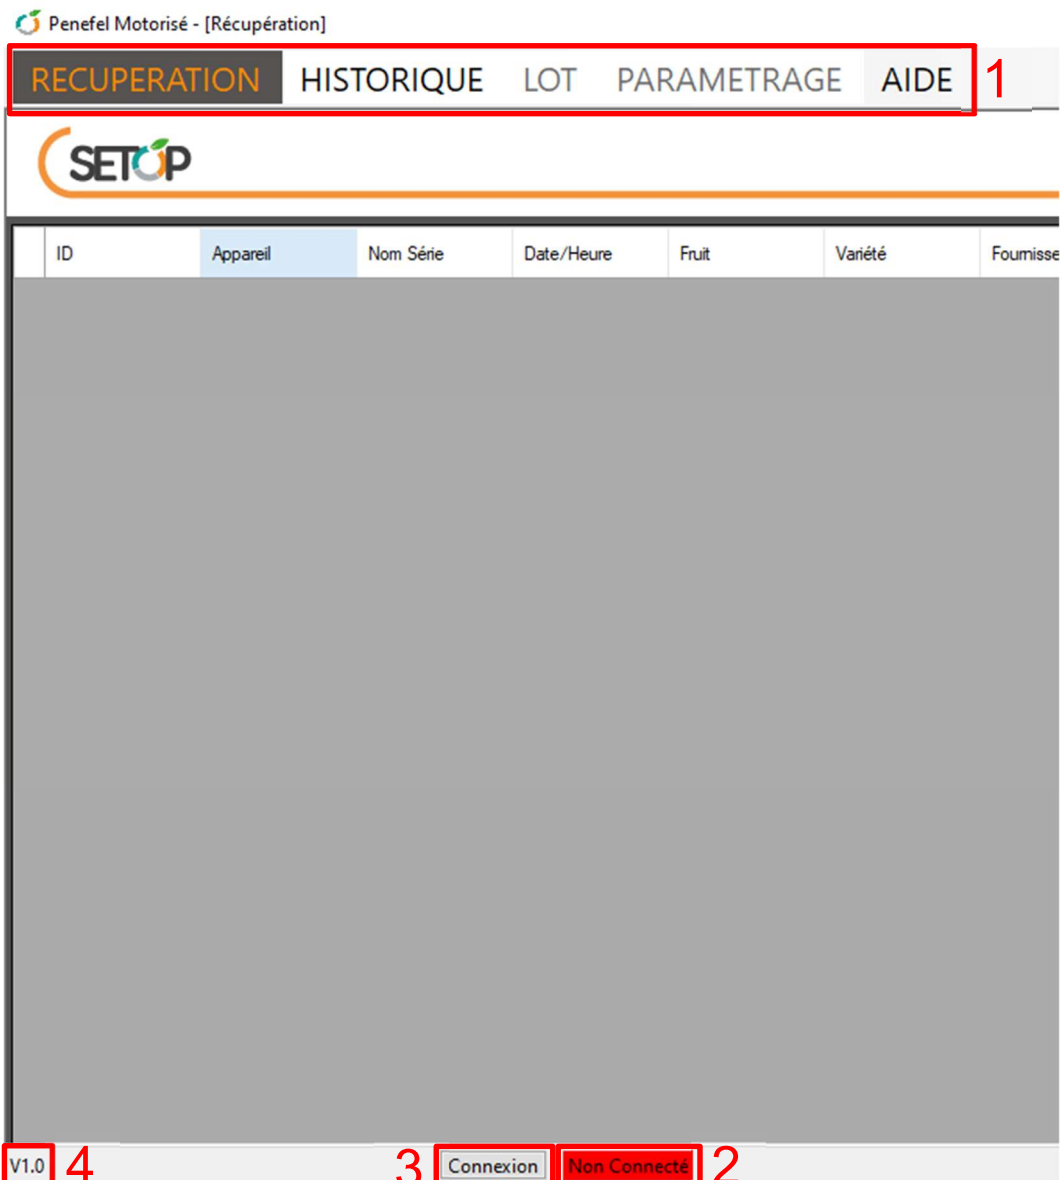 Penefel Motorisé - [Récupération]
RECUPERATION HISTORIQUE LOT PARAMETRAGE AIDE 1
SETOP
ID Appareil Nom Série Date/Heure Fruit Variété Fournisse
V1.0 4 3 Connexion Non Connecté 2